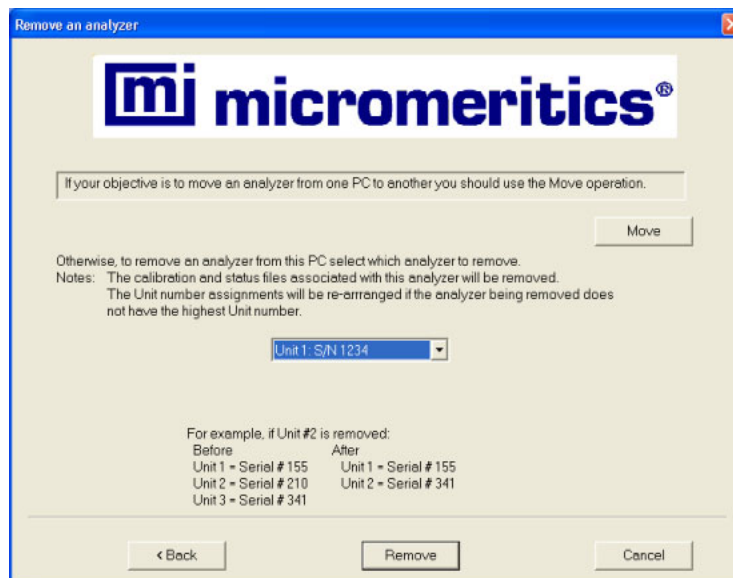 Remove an analyzer
mi micromeritics®
If your objective is to move an analyzer from one PC to another you should use the Move operation.
Move
Otherwise, to remove an analyzer from this PC select which analyzer to remove.
Notes: The calibration and status files associated with this analyzer will be removed.
The Unit number assignments will be re-arrranged if the analyzer being removed does
not have the highest Unit number.
Unit 1: S/N 1234
For example, if Unit #2 is removed:
Before After
Unit 1 = Serial # 155 Unit 1 = Serial # 155
Unit 2 = Serial # 210 Unit 2 = Serial # 341
Unit 3 = Serial # 341
< Back Remove Cancel